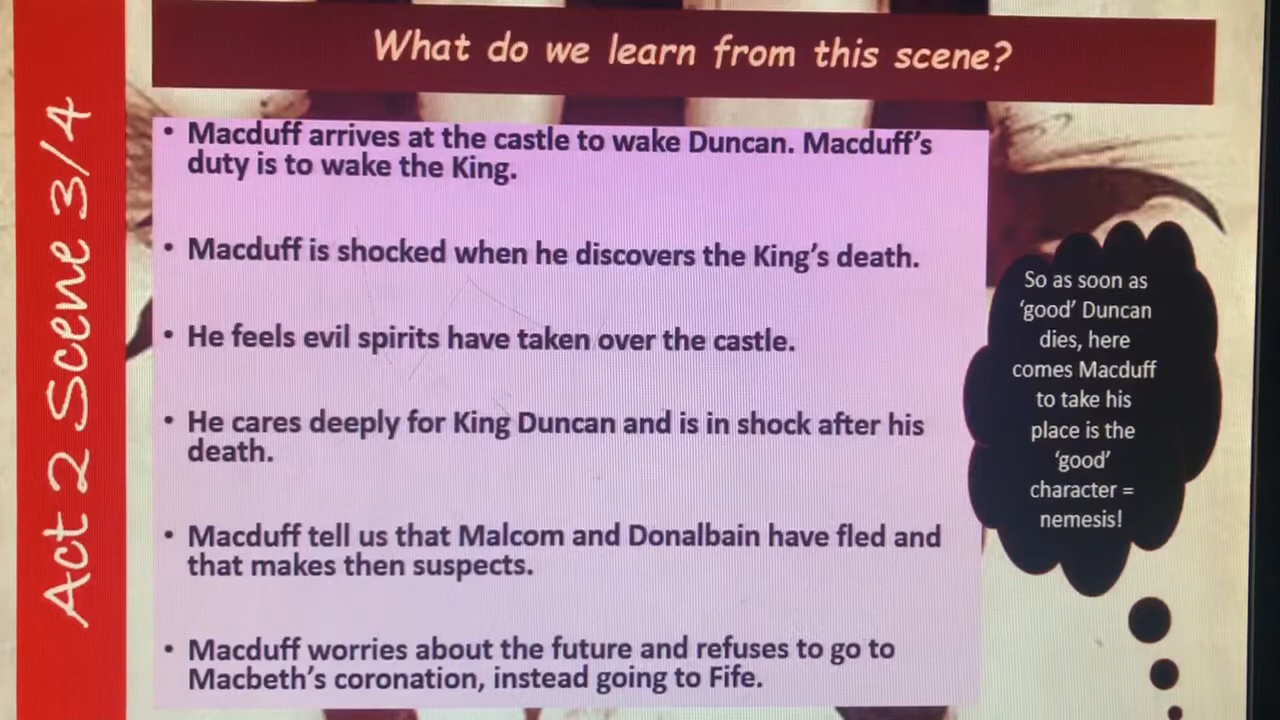 What do we learn from this scene?
Act 2 Scene 3/4
• Macduff arrives at the castle to wake Duncan. Macduff's
duty is to wake the King.
• Macduff is shocked when he discovers the King's death.
• He feels evil spirits have taken over the castle.
• He cares deeply for King Duncan and is in shock after his
death.
• Macduff tell us that Malcom and Donalbain have fled and
that makes then suspects.
• Macduff worries about the future and refuses to go to
Macbeth's coronation, instead going to Fife.
So as soon as
'good' Duncan
dies, here
comes Macduff
to take his
place is the
'good'
character =
nemesis!